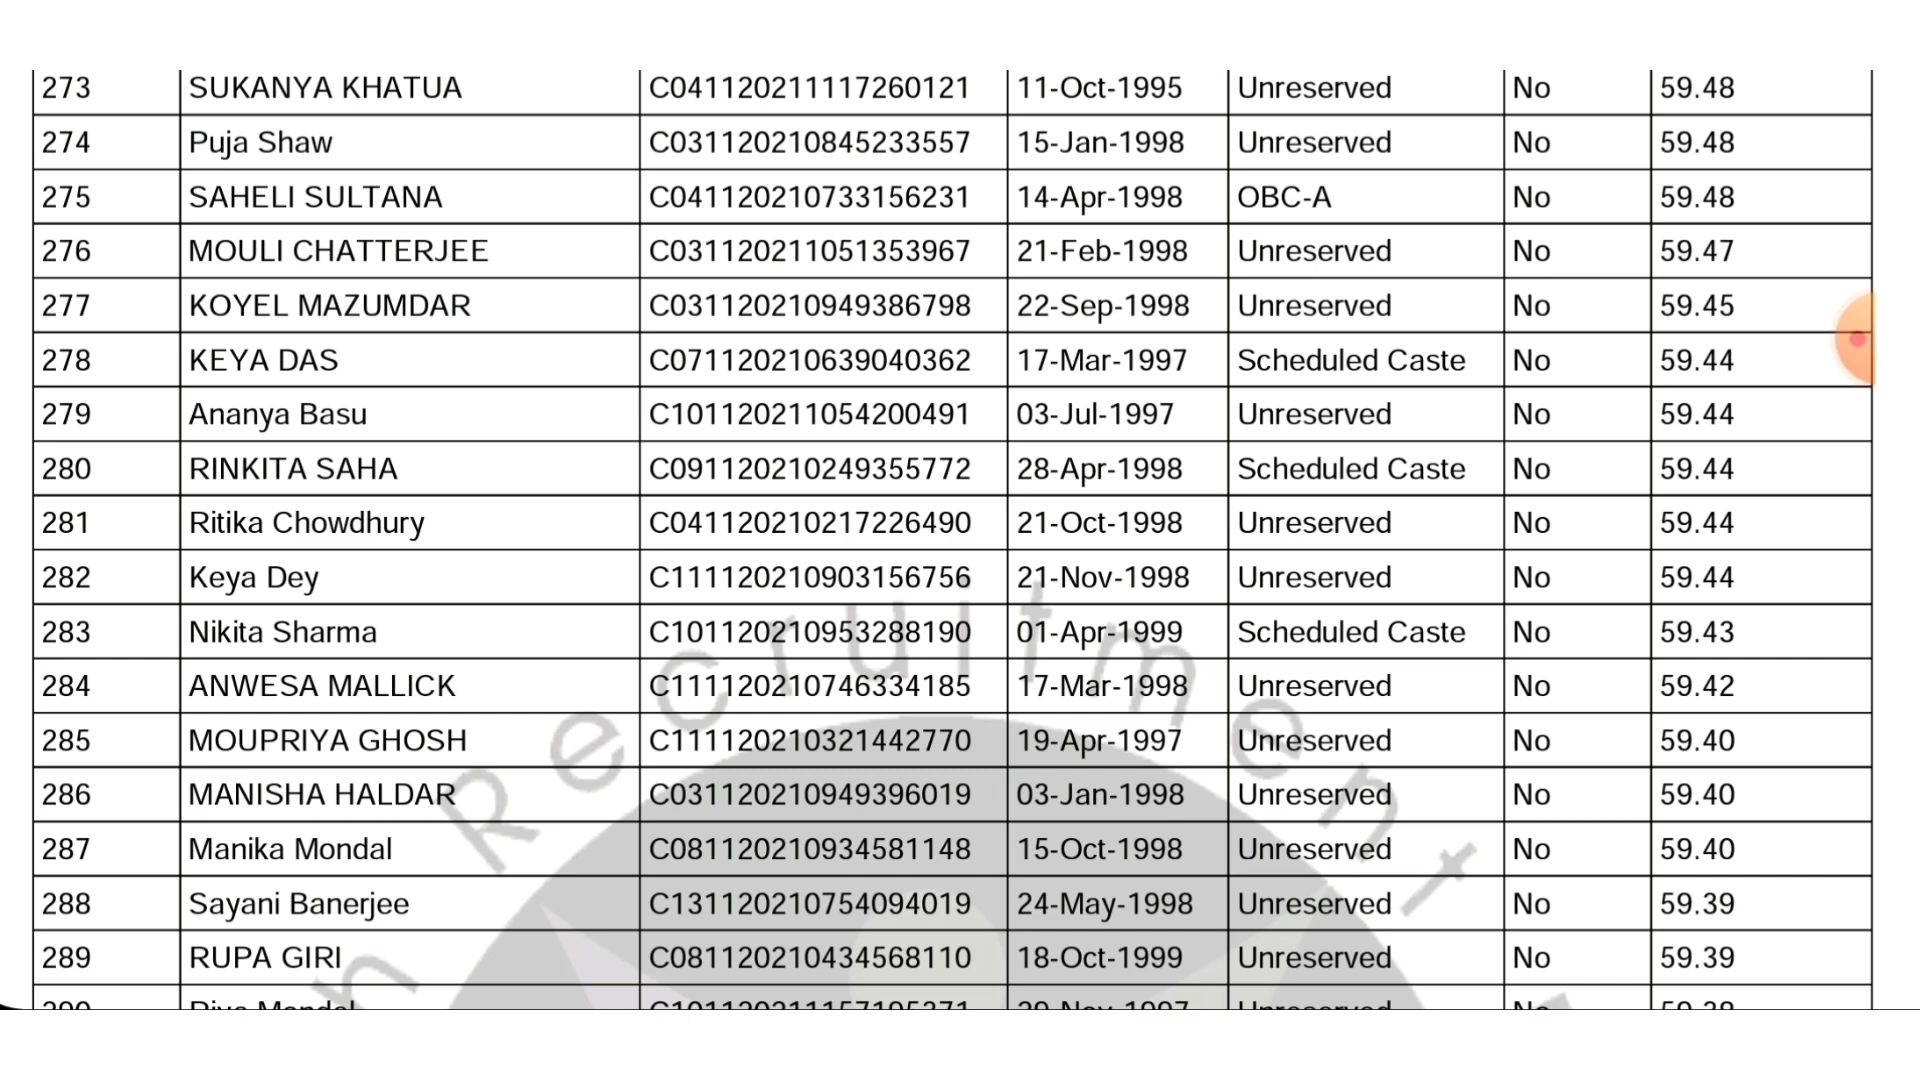 273 SUKANYA KHATUA C041120211117260121 11-Oct-1995 Unreserved No 59.48
274 Puja Shaw C031120210845233557 15-Jan-1998 Unreserved No 59.48
275 SAHELI SULTANA C041120210733156231 14-Apr-1998 OBC-A No 59.48
276 MOULI CHATTERJEE C031120211051353967 21-Feb-1998 Unreserved No 59.47
277 KOYEL MAZUMDAR C031120210949386798 22-Sep-1998 Unreserved No 59.45
278 KEYA DAS C071120210639040362 17-Mar-1997 Scheduled Caste No 59.44
279 Ananya Basu C101120211054200491 03-Jul-1997 Unreserved No 59.44
280 RINKITA SAHA C091120210249355772 28-Apr-1998 Scheduled Caste No 59.44
281 Ritika Chowdhury C041120210217226490 21-Oct-1998 Unreserved No 59.44
282 Keya Dey C111120210903156756 21-Nov-1998 Unreserved No 59.44
283 Nikita Sharma C101120210953288190 01-Apr-1999 Scheduled Caste No 59.43
284 ANWESA MALLICK C111120210746334185 17-Mar-1998 Unreserved No 59.42
285 MOUPRIYA GHOSH C111120210321442770 19-Apr-1997 Unreserved No 59.40
286 MANISHA HALDAR C031120210949396019 03-Jan-1998 Unreserved No 59.40
287 Manika Mondal C081120210934581148 15-Oct-1998 Unreserved No 59.40
288 Sayani Banerjee C131120210754094019 24-May-1998 Unreserved No 59.39
289 RUPA GIRI C081120210434568110 18-Oct-1999 Unreserved No 59.39
Recruitment